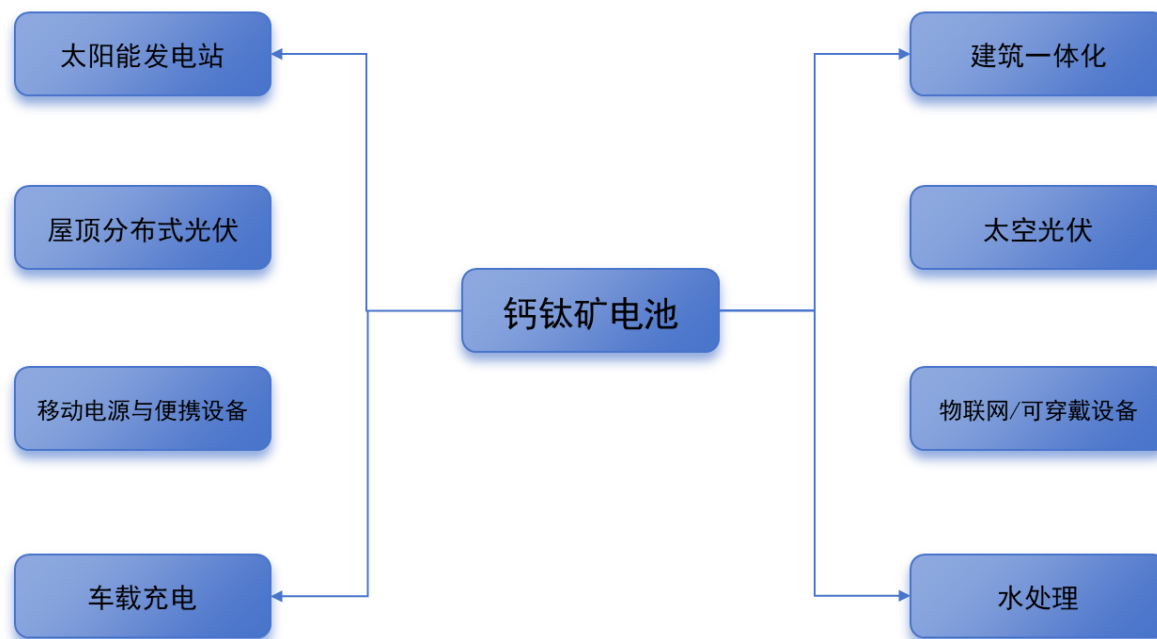 太阳能发电站
建筑一体化
屋顶分布式光伏
太空光伏
钙钛矿电池
移动电源与便携设备
物联网/可穿戴设备
车载充电
水处理